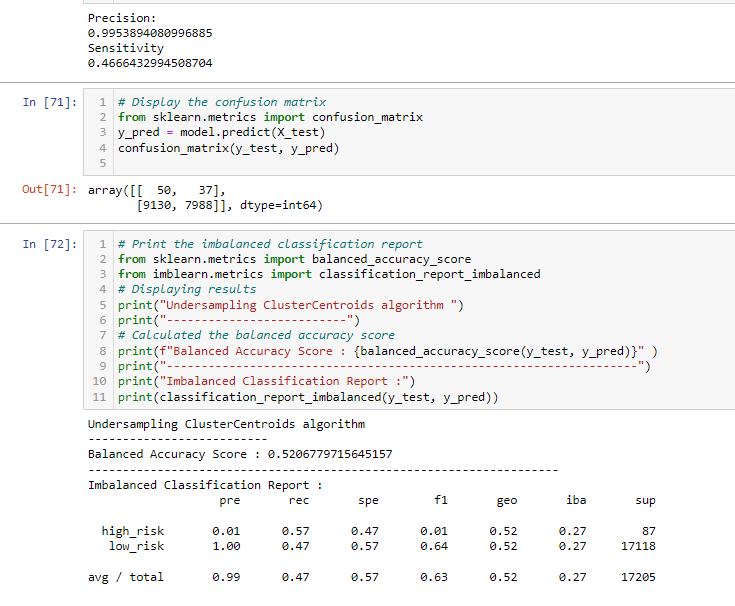 Precision:
0.9953894080996885
Sensitivity
0.4666432994508704
In [71]:
1 # Display the confusion matrix
2 from sklearn.metrics import confusion_matrix
3 y_pred = model.predict(X_test)
4 confusion_matrix(y_test, y_pred)
5
Out[71]: array([[  50,   37],
       [9130, 7988]], dtype=int64)
In [72]:
1 # Print the imbalanced classification report
2 from sklearn.metrics import balanced_accuracy_score
3 from imblearn.metrics import classification_report_imbalanced
4 # Displaying results
5 print("Undersampling ClusterCentroids algorithm ")
6 print("--------------------------")
7 # Calculated the balanced accuracy score
8 print(f"Balanced Accuracy Score : {balanced_accuracy_score(y_test, y_pred)}" )
9 print("--------------------------------------------------------------------")
10 print("Imbalanced Classification Report :")
11 print(classification_report_imbalanced(y_test, y_pred))
Undersampling ClusterCentroids algorithm
--------------------------
Balanced Accuracy Score : 0.5206779715645157
--------------------------------------------------------------------
Imbalanced Classification Report :
pre rec spe f1 geo iba sup
high_risk 0.01 0.57 0.47 0.01 0.52 0.27 87
low_risk 1.00 0.47 0.57 0.64 0.52 0.27 17118
avg / total 0.99 0.47 0.57 0.63 0.52 0.27 17205